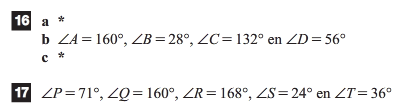 16 a *
b ∠A = 160°, ∠B = 28°, ∠C = 132° en ∠D = 56°
c *
17 ∠P = 71°, ∠Q = 160°, ∠R = 168°, ∠S = 24° en ∠T = 36°